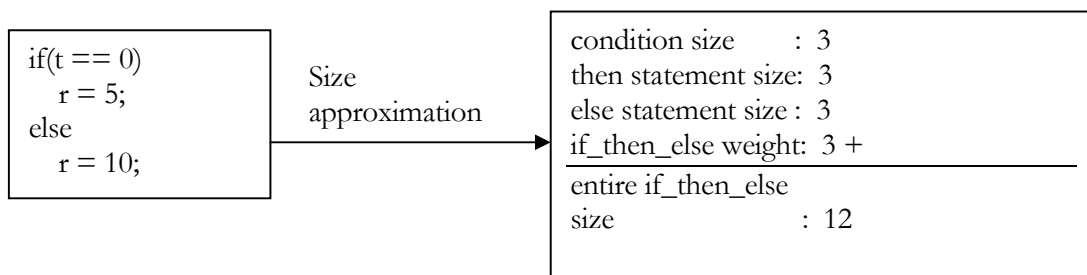 if(t == 0)
r = 5;
else
r = 10;
Size
approximation
condition size : 3
then statement size: 3
else statement size : 3
if_then_else weight: 3 +
entire if_then_else
size : 12